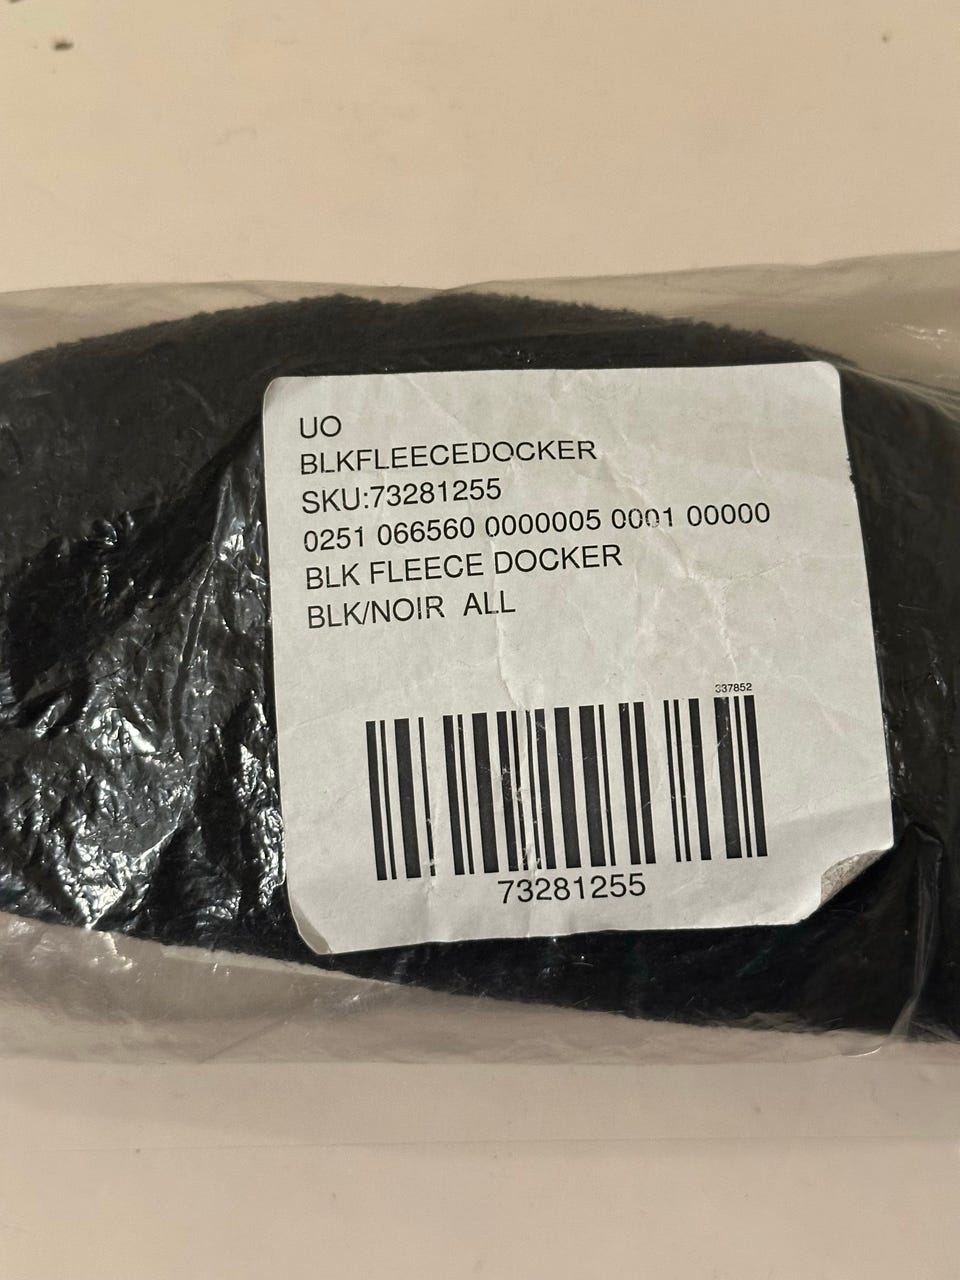 UO
BLKFLEECEDOCKER
SKU:73281255
0251 066560 0000005 0001 00000
BLK FLEECE DOCKER
BLK/NOIR ALL
337852
73281255